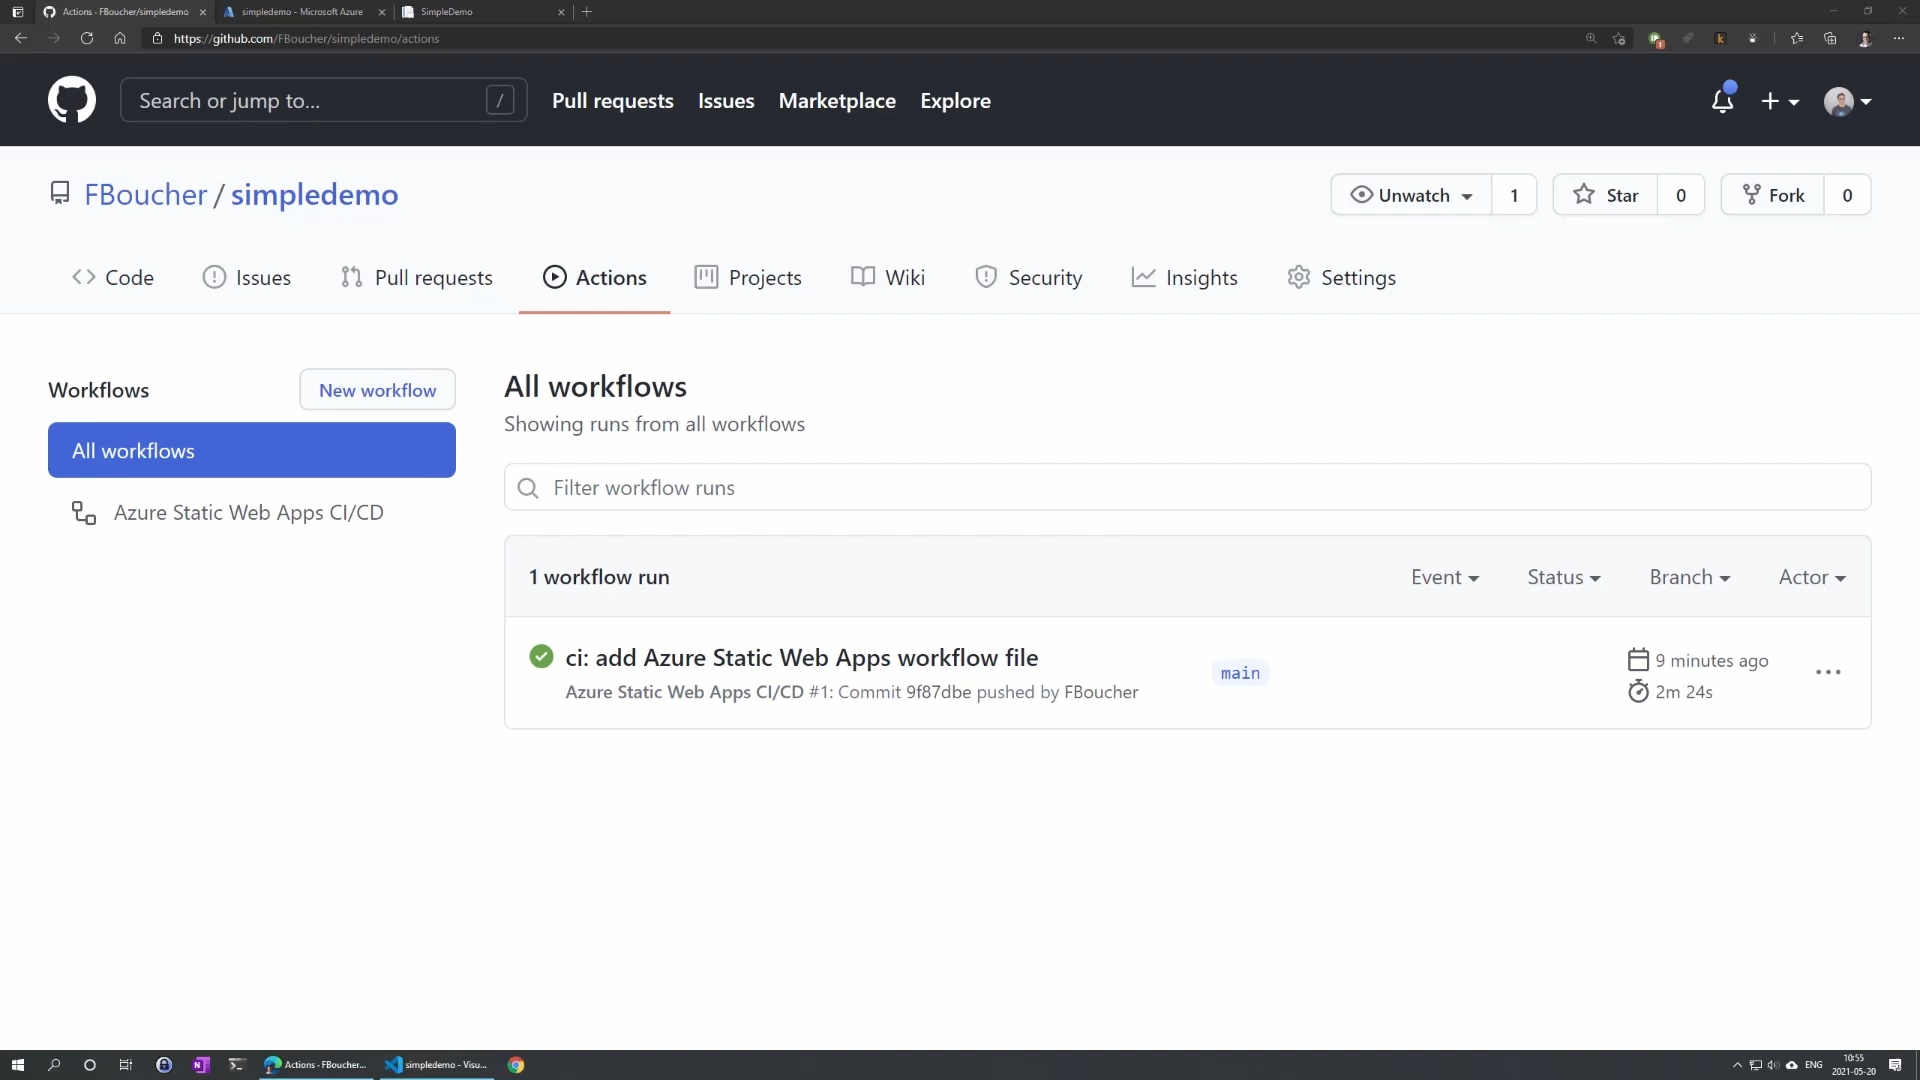 Actions · FBoucher/simpledemo
simpledemo - Microsoft Azure
SimpleDemo
https://github.com/FBoucher/simpledemo/actions
Search or jump to...
/
Pull requests
Issues
Marketplace
Explore
FBoucher / simpledemo
Unwatch
1
Star
0
Fork
0
Code
Issues
Pull requests
Actions
Projects
Wiki
Security
Insights
Settings
Workflows
New workflow
All workflows
Azure Static Web Apps CI/CD
All workflows
Showing runs from all workflows
Filter workflow runs
1 workflow run
Event
Status
Branch
Actor
ci: add Azure Static Web Apps workflow file
Azure Static Web Apps CI/CD #1: Commit 9f87dbe pushed by FBoucher
main
9 minutes ago
2m 24s
Actions · FBoucher...
simpledemo - Visu...
ENG
10:55
2021-05-20